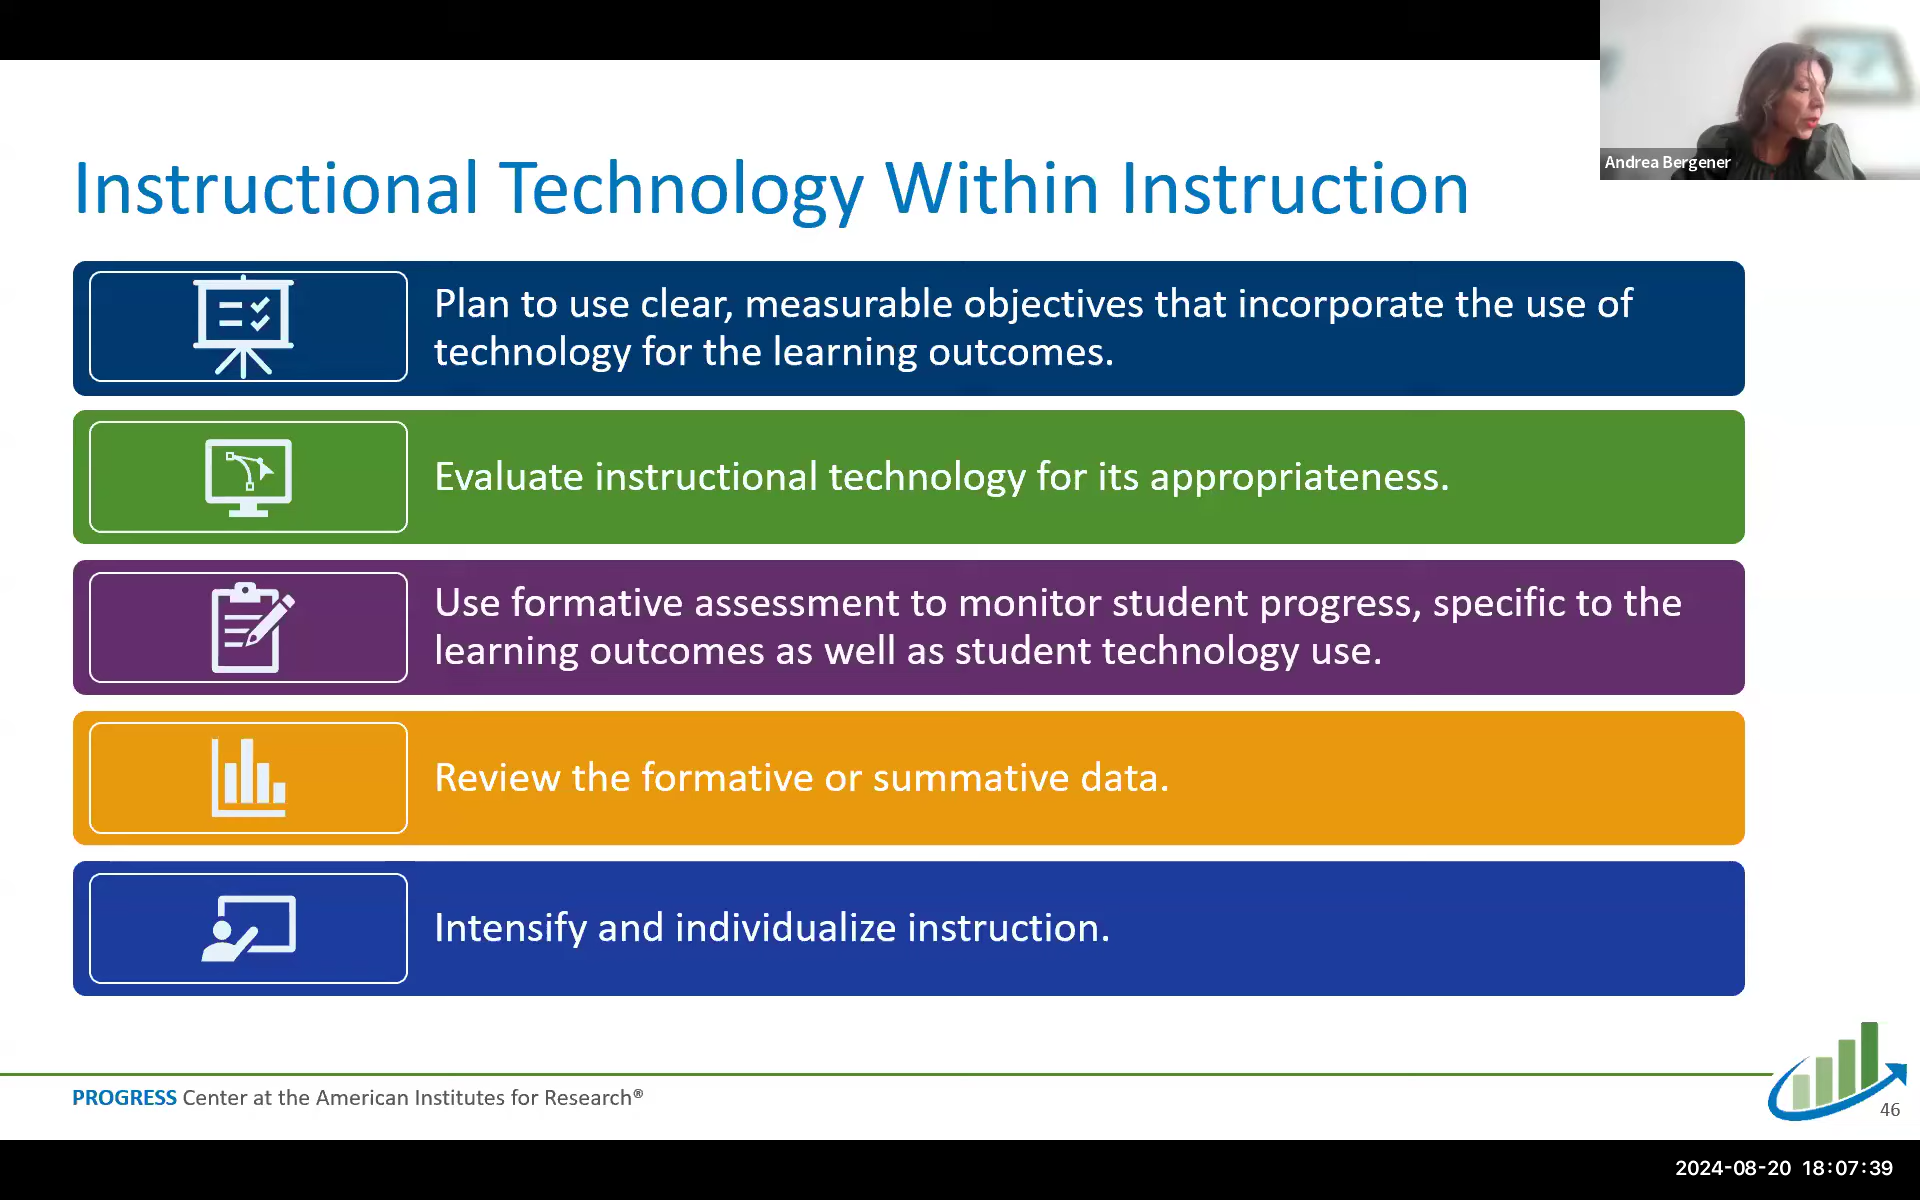 Andrea Bergener
Instructional Technology Within Instruction
Plan to use clear, measurable objectives that incorporate the use of
technology for the learning outcomes.
Evaluate instructional technology for its appropriateness.
Use formative assessment to monitor student progress, specific to the
learning outcomes as well as student technology use.
Review the formative or summative data.
Intensify and individualize instruction.
PROGRESS Center at the American Institutes for Research®
46
2024-08-20 18:07:39